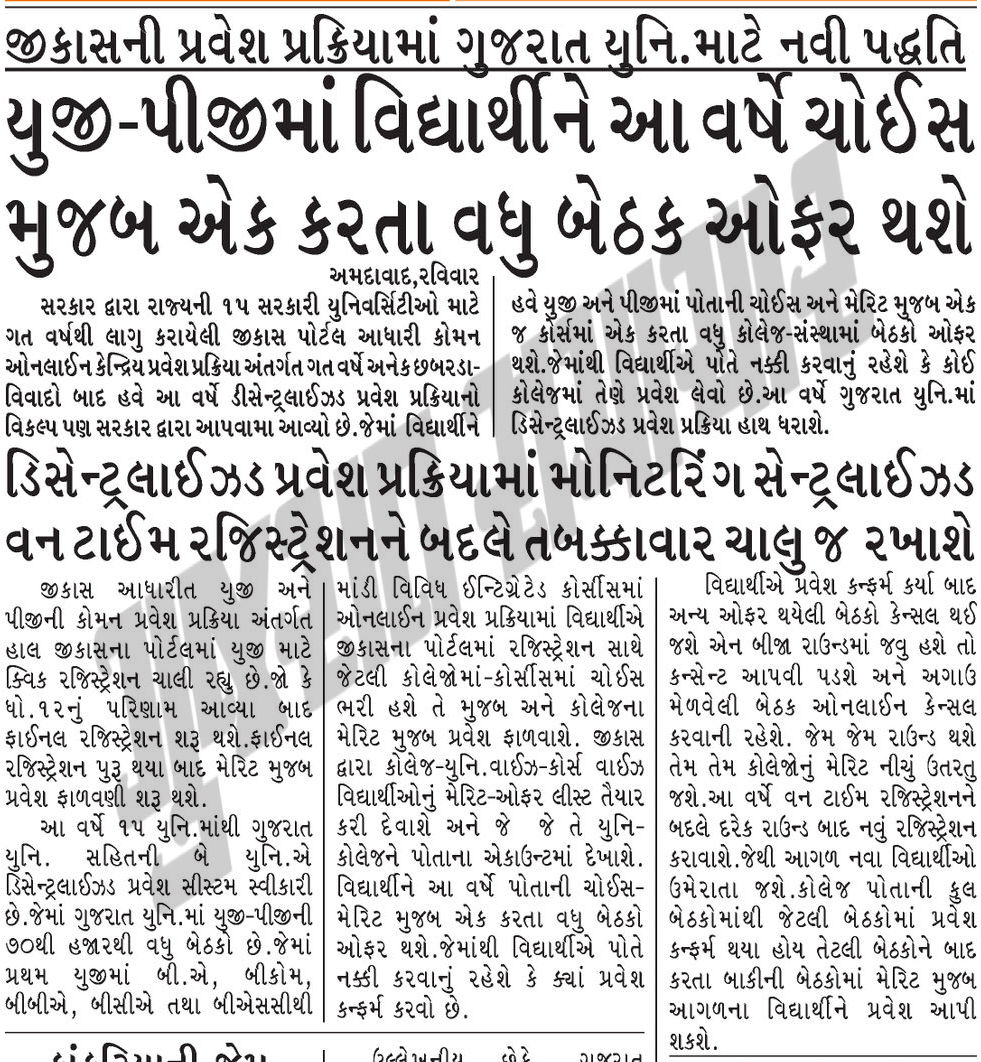 જીકાસની પ્રવેશ પ્રક્રિયામાં ગુજરાત યુનિ.માટે નવી પદ્ધતિ
યુજી-પીજીમાં વિદ્યાર્થીને આ વર્ષે ચોઈસ
મુજબ એક કરતા વધુ બેઠક ઓફર થશે
અમદાવાદ,રવિવાર
સરકાર દ્વારા રાજ્યની ૧૫ સરકારી યુનિવર્સિટીઓ માટે
ગત વર્ષથી લાગુ કરાયેલી જીકાસ પોર્ટલ આધારી કોમન
ઓનલાઈન કેન્દ્રિય પ્રવેશ પ્રક્રિયા અંતર્ગત ગત વર્ષે અનેક છબરડા-
વિવાદો બાદ હવે આ વર્ષે ડીસેન્ટ્રલાઈઝડ પ્રવેશ પ્રક્રિયાનો
વિકલ્પ પણ સરકાર દ્વારા આપવામા આવ્યો છે.જેમાં વિદ્યાર્થીને
હવે યુજી અને પીજીમાં પોતાની ચોઈસ અને મેરિટ મુજબ એક
જ કોર્સમાં એક કરતા વધુ કોલેજ-સંસ્થામાં બેઠકો ઓફર
થશે.જેમાંથી વિદ્યાર્થીએ પોતે નક્કી કરવાનું રહેશે કે કોઈ
કોલેજમાં તેણે પ્રવેશ લેવો છે.આ વર્ષે ગુજરાત યુનિ.માં
ડિસેન્ટ્રલાઈઝડ પ્રવેશ પ્રક્રિયા હાથ ધરાશે.
ડિસેન્ટ્રલાઈઝડ પ્રવેશ પ્રક્રિયામાં મોનિટરિંગ સેન્ટ્રલાઈઝડ
વન ટાઈમ રજિસ્ટ્રેશનને બદલે તબક્કાવાર ચાલુ જ રખાશે
જીકાસ આધારીત યુજી અને
પીજીની કોમન પ્રવેશ પ્રક્રિયા અંતર્ગત
હાલ જીકાસના પોર્ટલમાં યુજી માટે
ક્વિક રજિસ્ટ્રેશન ચાલી રહ્યુ છે.જો કે
ધો.૧૨નું પરિણામ આવ્યા બાદ
ફાઈનલ રજિસ્ટ્રેશન શરૂ થશે.ફાઈનલ
રજિસ્ટ્રેશન પુરૂ થયા બાદ મેરિટ મુજબ
પ્રવેશ ફાળવણી શરૂ થશે.
આ વર્ષે ૧૫ યુનિ.માંથી ગુજરાત
યુનિ. સહિતની બે યુનિ.એ
ડિસેન્ટ્રલાઈઝડ પ્રવેશ સીસ્ટમ સ્વીકારી
છે.જેમાં ગુજરાત યુનિ.માં યુજી-પીજીની
૭૦થી હજારથી વધુ બેઠકો છે.જેમાં
પ્રથમ યુજીમાં બી.એ, બીકોમ,
બીબીએ, બીસીએ તથા બીએસસીથી
માંડી વિવિધ ઈન્ટિગ્રેટેડ કોર્સીસમાં
ઓનલાઈન પ્રવેશ પ્રક્રિયામાં વિદ્યાર્થીએ
જીકાસના પોર્ટલમાં રજિસ્ટ્રેશન સાથે
જેટલી કોલેજોમાં-કોર્સીસમાં ચોઈસ
ભરી હશે તે મુજબ અને કોલેજના
મેરિટ મુજબ પ્રવેશ ફાળવાશે. જીકાસ
દ્વારા કોલેજ-યુનિ.વાઈઝ-કોર્સ વાઈઝ
વિદ્યાર્થીઓનું મેરિટ-ઓફર લીસ્ટ તૈયાર
કરી દેવાશે અને જે જે તે યુનિ-
કોલેજને પોતાના એકાઉન્ટમાં દેખાશે.
વિદ્યાર્થીને આ વર્ષે પોતાની ચોઈસ-
મેરિટ મુજબ એક કરતા વધુ બેઠકો
ઓફર થશે.જેમાંથી વિદ્યાર્થીએ પોતે
નક્કી કરવાનું રહેશે કે ક્યાં પ્રવેશ
કન્ફર્મ કરવો છે.
વિદ્યાર્થીએ પ્રવેશ કન્ફર્મ કર્યા બાદ
અન્ય ઓફર થયેલી બેઠકો કેન્સલ થઈ
જશે એન બીજા રાઉન્ડમાં જવુ હશે તો
કન્સેન્ટ આપવી પડશે અને અગાઉ
મેળવેલી બેઠક ઓનલાઈન કેન્સલ
કરવાની રહેશે. જેમ જેમ રાઉન્ડ થશે
તેમ તેમ કોલેજોનું મેરિટ નીચું ઉતરતુ
જશે.આ વર્ષે વન ટાઈમ રજિસ્ટ્રેશનને
બદલે દરેક રાઉન્ડ બાદ નવું રજિસ્ટ્રેશન
કરાવાશે.જેથી આગળ નવા વિદ્યાર્થીઓ
ઉમેરાતા જશે.કોલેજ પોતાની કુલ
બેઠકોમાંથી જેટલી બેઠકોમાં પ્રવેશ
કન્ફર્મ થયા હોય તેટલી બેઠકોને બાદ
કરતા બાકીની બેઠકોમાં મેરિટ મુજબ
આગળના વિદ્યાર્થીને પ્રવેશ આપી
શકશે.
ઉલ્લેખનીય છેકે ગુજરાત